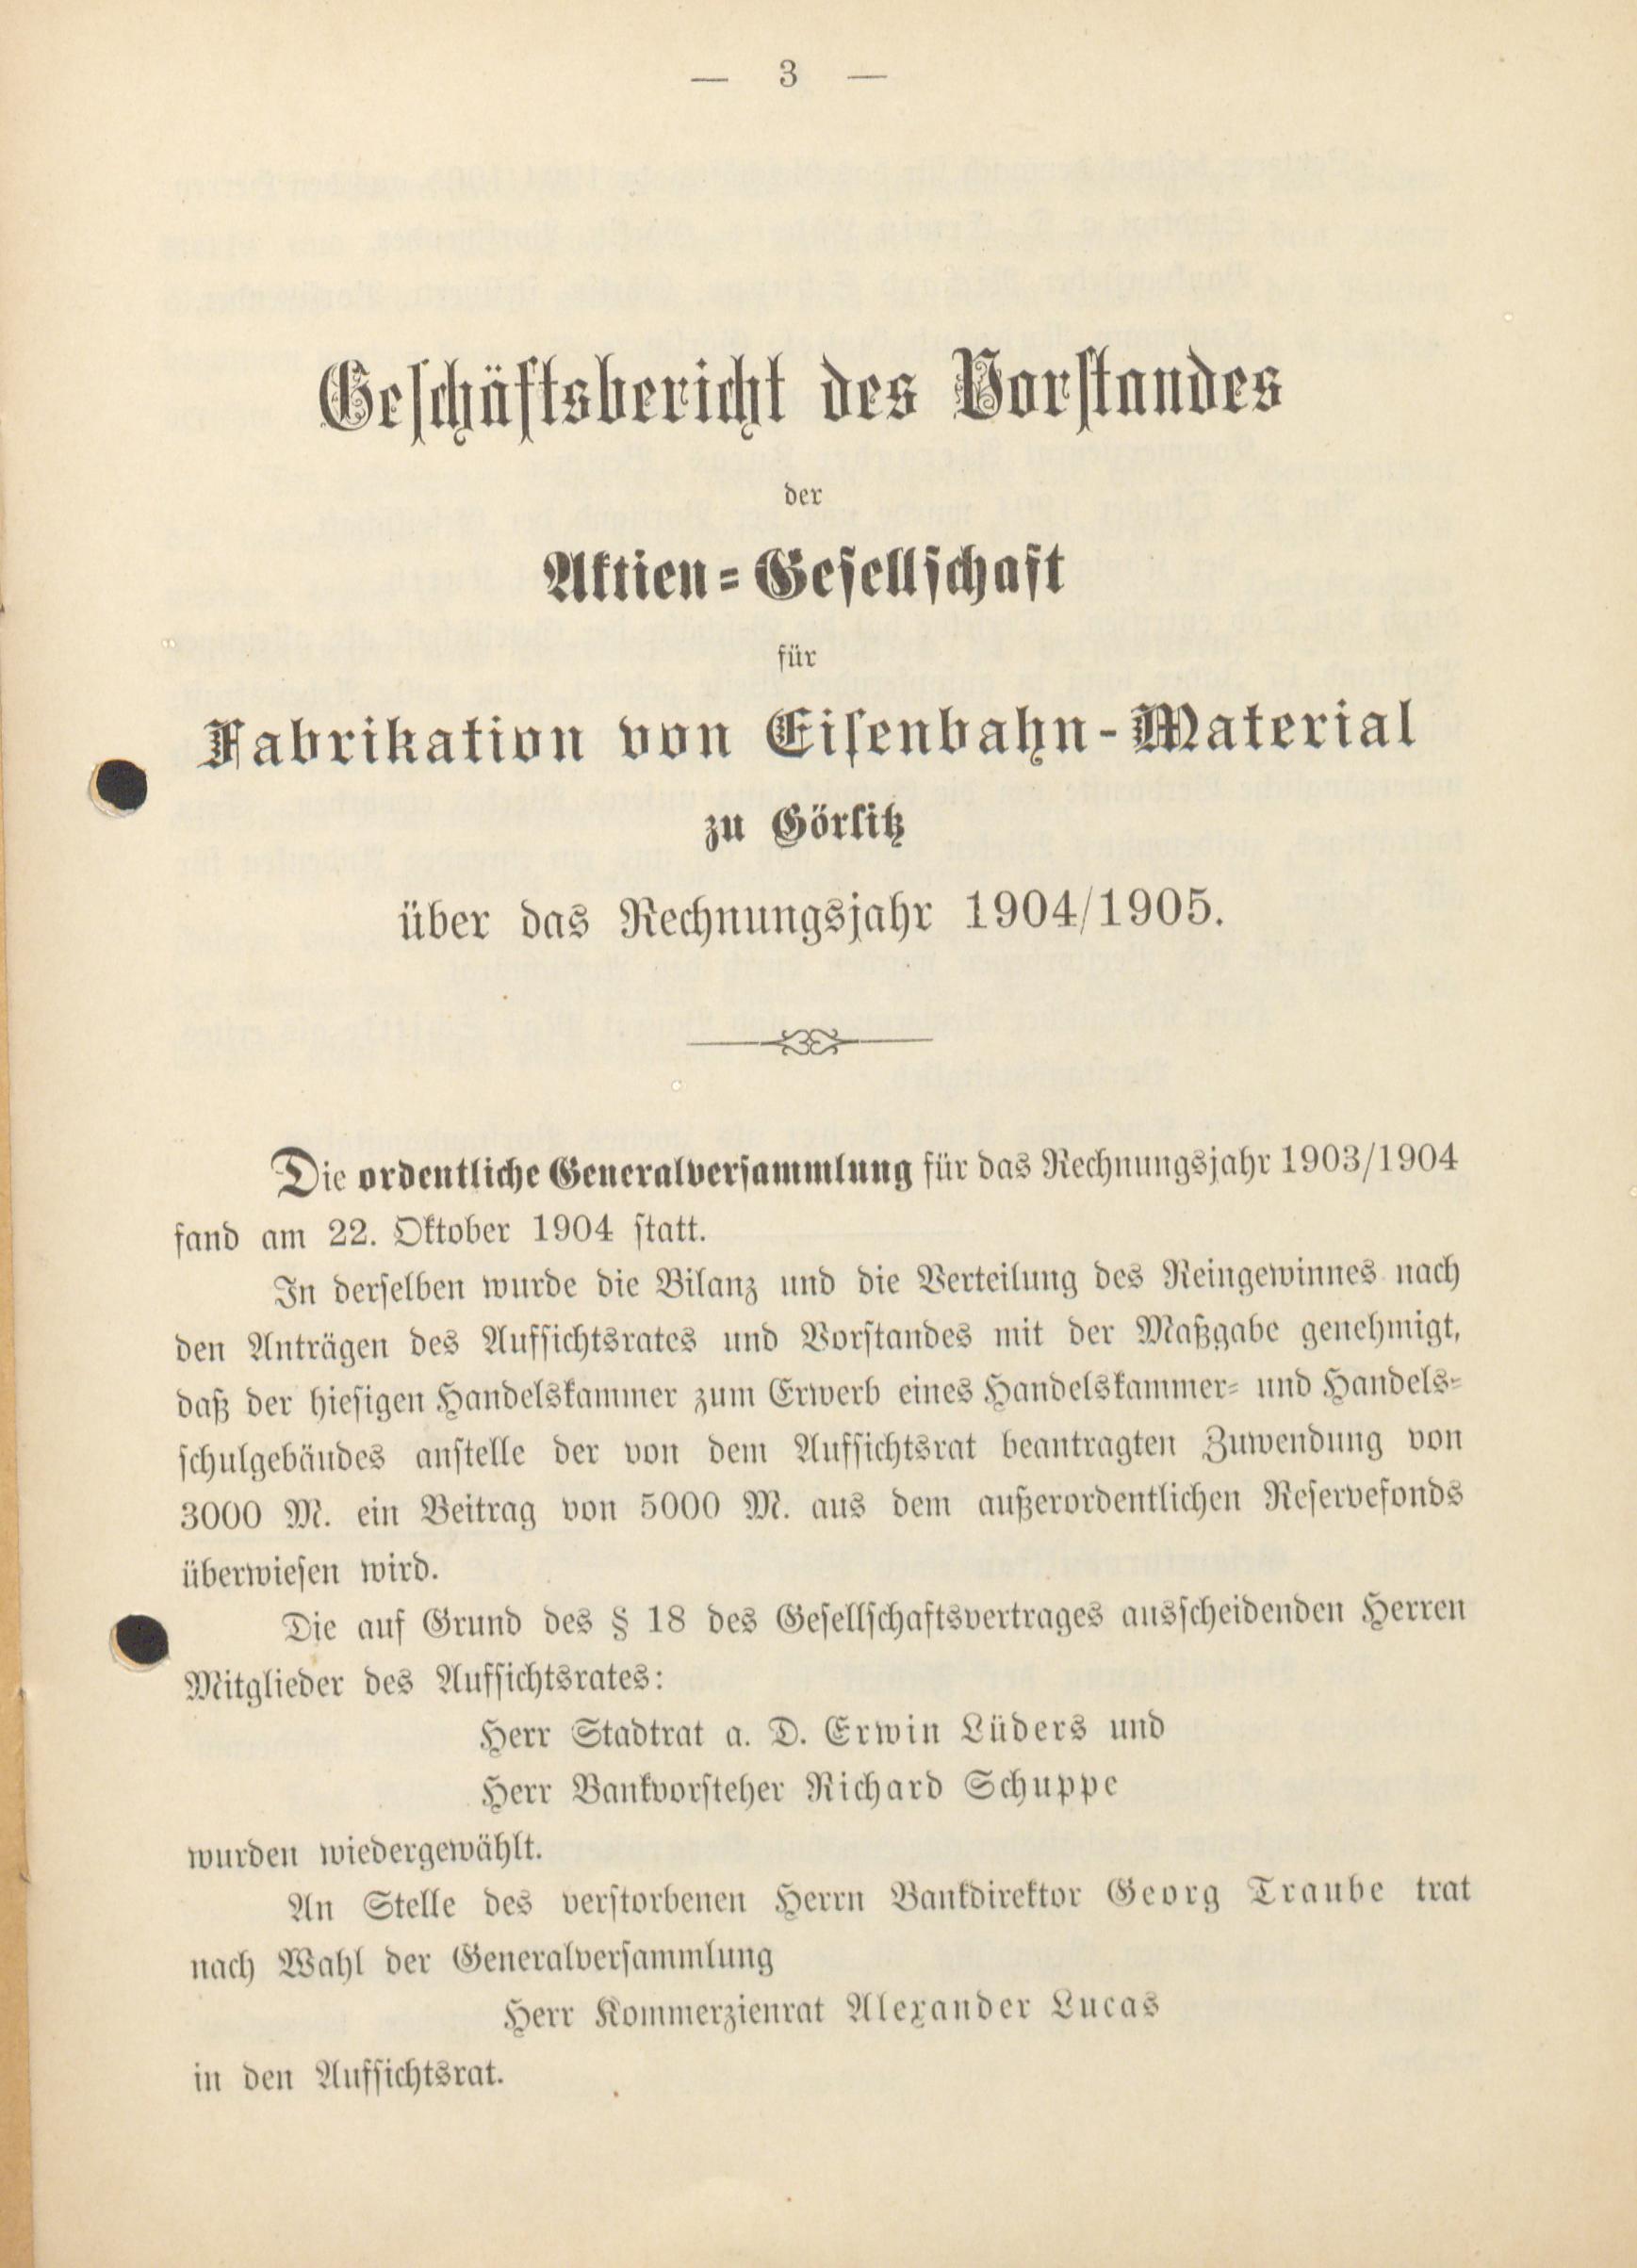 — 3 —
Geschäftsbericht des Vorstandes
der
Aktien=Gesellschaft
für
Fabrikation von Eisenbahn-Material
zu Görlitz
über das Rechnungsjahr 1904/1905.
Die ordentliche Generalversammlung für das Rechnungsjahr 1903/1904
fand am 22. Oktober 1904 statt.
In derselben wurde die Bilanz und die Verteilung des Reingewinnes nach
den Anträgen des Aufsichtsrates und Vorstandes mit der Maßgabe genehmigt,
daß der hiesigen Handelskammer zum Erwerb eines Handelskammer= und Handels=
schulgebäudes anstelle der von dem Aufsichtsrat beantragten Zuwendung von
3000 M. ein Beitrag von 5000 M. aus dem außerordentlichen Reservefonds
überwiesen wird.
Die auf Grund des § 18 des Gesellschaftsvertrages ausscheidenden Herren
Mitglieder des Aufsichtsrates:
Herr Stadtrat a. D. Erwin Lüders und
Herr Bankvorsteher Richard Schuppe
wurden wiedergewählt.
An Stelle des verstorbenen Herrn Bankdirektor Georg Traube trat
nach Wahl der Generalversammlung
Herr Kommerzienrat Alexander Lucas
in den Aufsichtsrat.